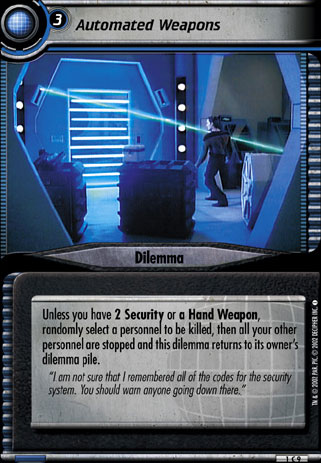 3 Automated Weapons
Dilemma
Unless you have 2 Security or a Hand Weapon,
randomly select a personnel to be killed, then all your other
personnel are stopped and this dilemma returns to its owner's
dilemma pile.
"I am not sure that I remembered all of the codes for the security
system. You should warn anyone going down there."
TM & © 2002 PAR. PIC. © 2002 DECIPHER INC.
1 C 9